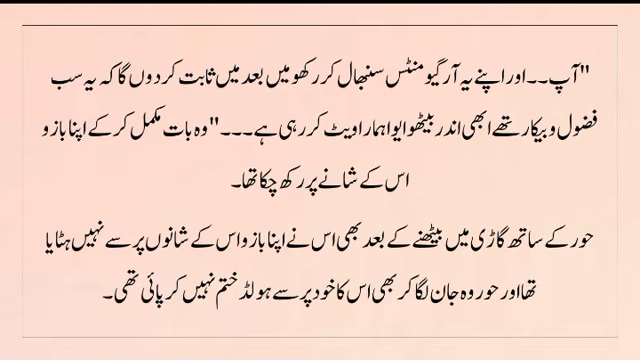 "آپ۔۔اور اپنے یہ آرگیومنٹس سنبھال کر رکھو میں بعد میں ثابت کر دوں گا کہ یہ سب
فضول و بیکار تھے ابھی اندر بیٹھو ایوا ہمارا ویٹ کر رہی ہے۔۔۔" وہ بات مکمل کر کے اپنا بازو
اس کے شانے پر رکھ چکا تھا۔
حور کے ساتھ گاڑی میں بیٹھنے کے بعد بھی اس نے اپنا بازو اس کے شانوں پر سے نہیں ہٹایا
تھا اور حور وہ جان لگا کر بھی اس کا خود پر سے ہولڈ ختم نہیں کر پائی تھی۔